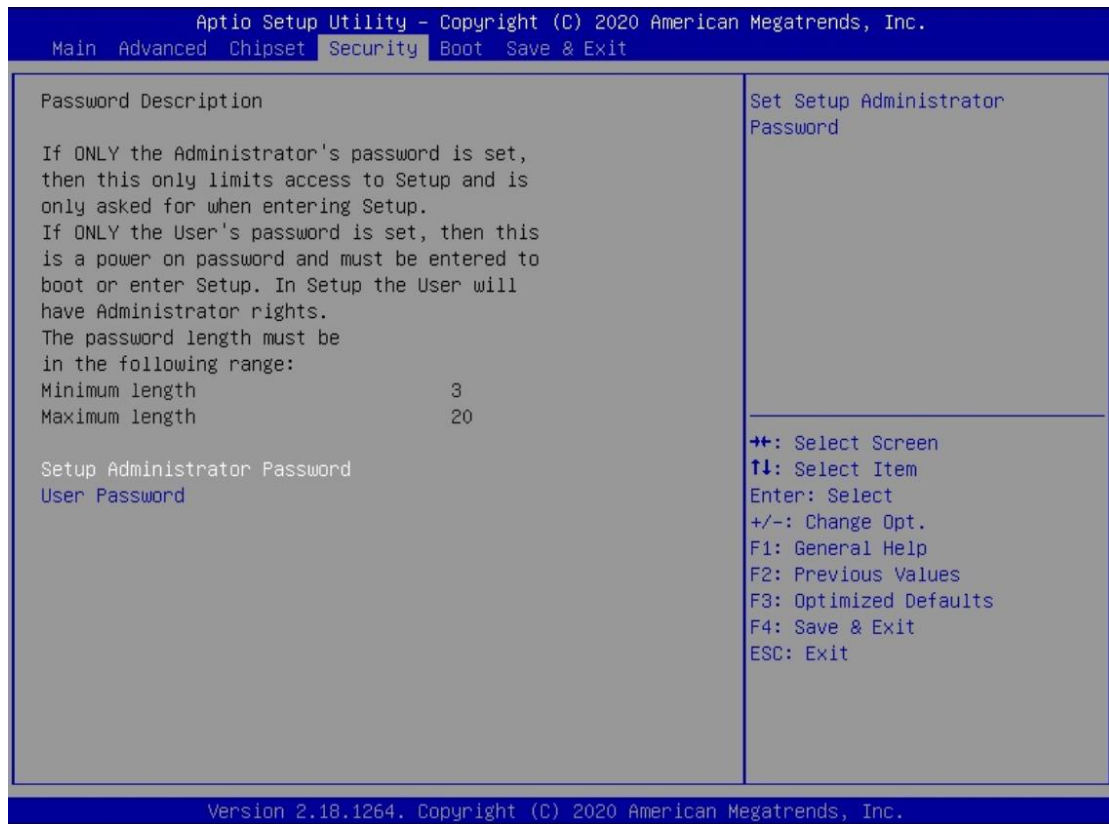 Aptio Setup Utility – Copyright (C) 2020 American Megatrends, Inc.
Main Advanced Chipset Security Boot Save & Exit
Password Description
If ONLY the Administrator's password is set,
then this only limits access to Setup and is
only asked for when entering Setup.
If ONLY the User's password is set, then this
is a power on password and must be entered to
boot or enter Setup. In Setup the User will
have Administrator rights.
The password length must be
in the following range:
Minimum length 3
Maximum length 20
Setup Administrator Password
User Password
Set Setup Administrator
Password
→←: Select Screen
↑↓: Select Item
Enter: Select
+/-: Change Opt.
F1: General Help
F2: Previous Values
F3: Optimized Defaults
F4: Save & Exit
ESC: Exit
Version 2.18.1264. Copyright (C) 2020 American Megatrends, Inc.